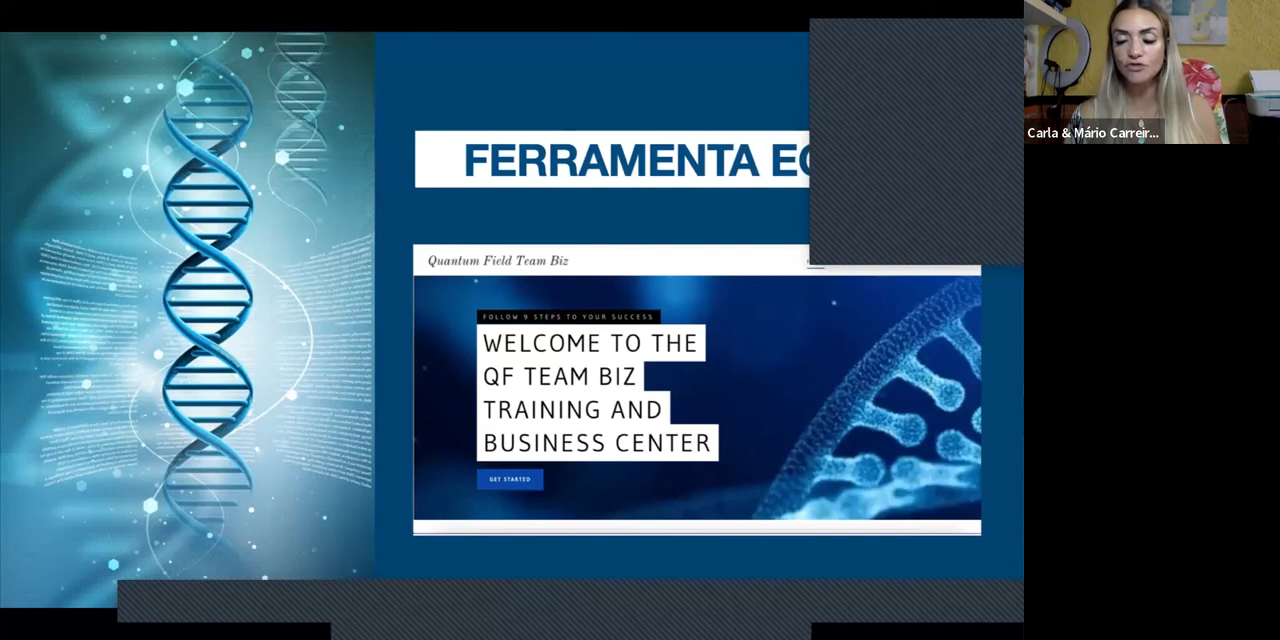 FERRAMENTA
Quantum Field Team Biz
FOLLOW 9 STEPS TO YOUR SUCCESS
WELCOME TO THE
QF TEAM BIZ
TRAINING AND
BUSINESS CENTER
GET STARTED
Carla & Mário Carreir...